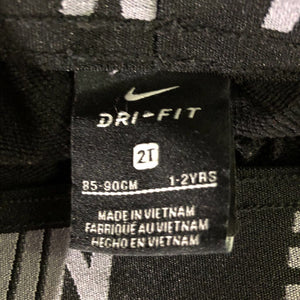 DRI-FIT
2T
85-90CM 1-2YRS
MADE IN VIETNAM
FABRIQUÉ AU VIETNAM
HECHO EN VIETNAM